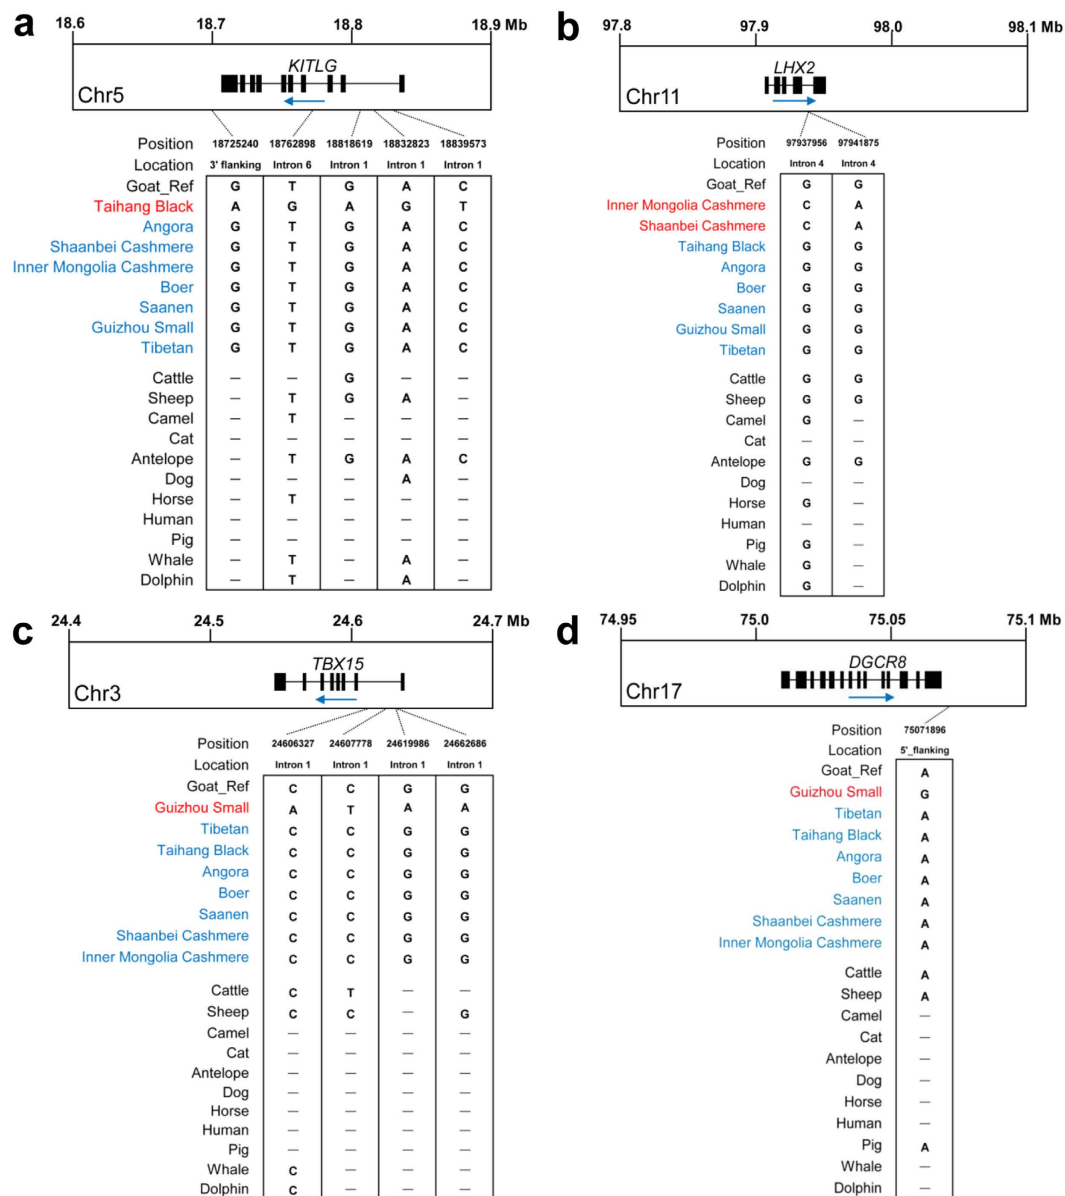 a
18.6 18.7 18.8 18.9 Mb
KITLG
Chr5
Position 18725240 18762898 18818619 18832823 18839573
Location 3' flanking Intron 6 Intron 1 Intron 1 Intron 1
Goat_Ref G T G A C
Taihang Black A G A G T
Angora G T G A C
Shaanbei Cashmere G T G A C
Inner Mongolia Cashmere G T G A C
Boer G T G A C
Saanen G T G A C
Guizhou Small G T G A C
Tibetan G T G A C
Cattle — — G — —
Sheep — T G A —
Camel — T — — —
Cat — — — — —
Antelope — T G A C
Dog — — — A —
Horse — T — — —
Human — — — — —
Pig — — — — —
Whale — T — A —
Dolphin — T — A —
b
97.8 97.9 98.0 98.1 Mb
LHX2
Chr11
Position 97937956 97941875
Location Intron 4 Intron 4
Goat_Ref G G
Inner Mongolia Cashmere C A
Shaanbei Cashmere C A
Taihang Black G G
Angora G G
Boer G G
Saanen G G
Guizhou Small G G
Tibetan G G
Cattle G G
Sheep G G
Camel G —
Cat — —
Antelope G G
Dog — —
Horse G —
Human — —
Pig G —
Whale G —
Dolphin G —
c
24.4 24.5 24.6 24.7 Mb
TBX15
Chr3
Position 24606327 24607778 24619986 24662686
Location Intron 1 Intron 1 Intron 1 Intron 1
Goat_Ref C C G G
Guizhou Small A T A A
Tibetan C C G G
Taihang Black C C G G
Angora C C G G
Boer C C G G
Saanen C C G G
Shaanbei Cashmere C C G G
Inner Mongolia Cashmere C C G G
Cattle C T — —
Sheep C C — G
Camel — — — —
Cat — — — —
Antelope — — — —
Dog — — — —
Horse — — — —
Human — — — —
Pig — — — —
Whale C — — —
Dolphin C — — —
d
74.95 75.0 75.05 75.1 Mb
DGCR8
Chr17
Position 75071896
Location 5'_flanking
Goat_Ref A
Guizhou Small G
Tibetan A
Taihang Black A
Angora A
Boer A
Saanen A
Shaanbei Cashmere A
Inner Mongolia Cashmere A
Cattle A
Sheep A
Camel —
Cat —
Antelope —
Dog —
Horse —
Human —
Pig A
Whale —
Dolphin —